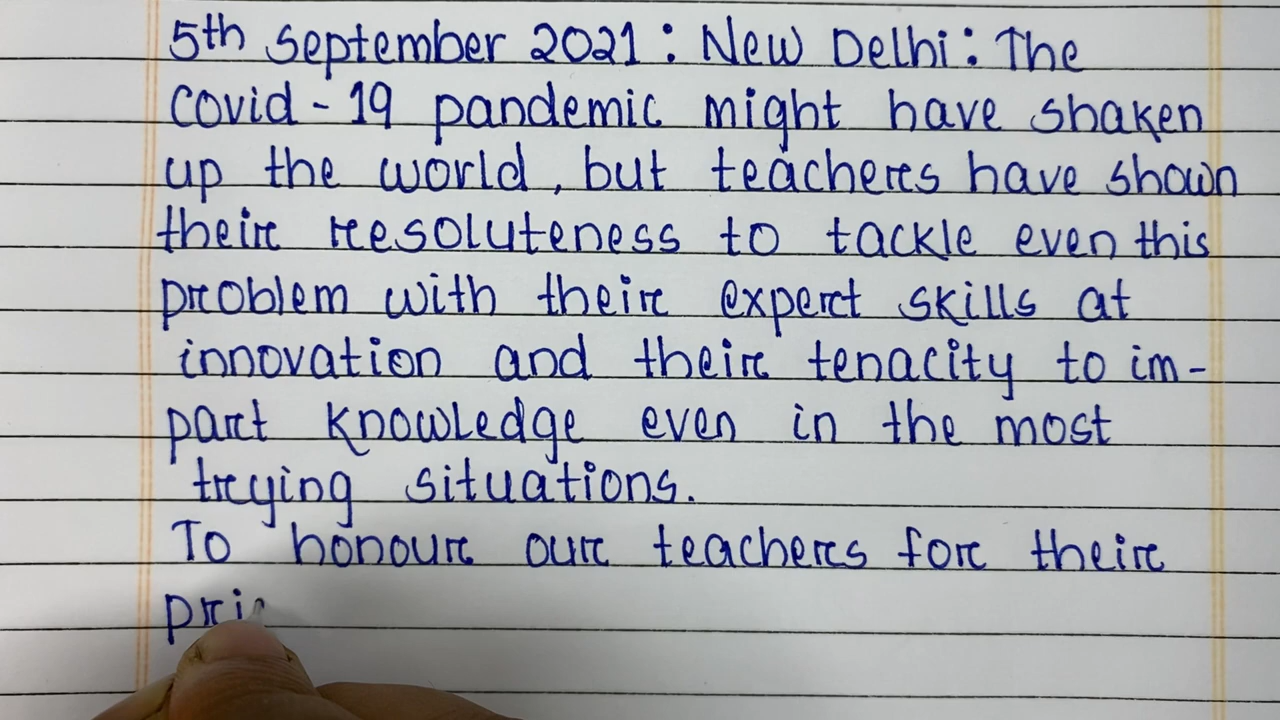 5th September 2021: New Delhi: The
covid-19 pandemic might have shaken
up the world, but teachers have shown
their resoluteness to tackle even this
problem with their expert skills at
innovation and their tenacity to im-
part knowledge even in the most
trying situations.
To honour our teachers for their